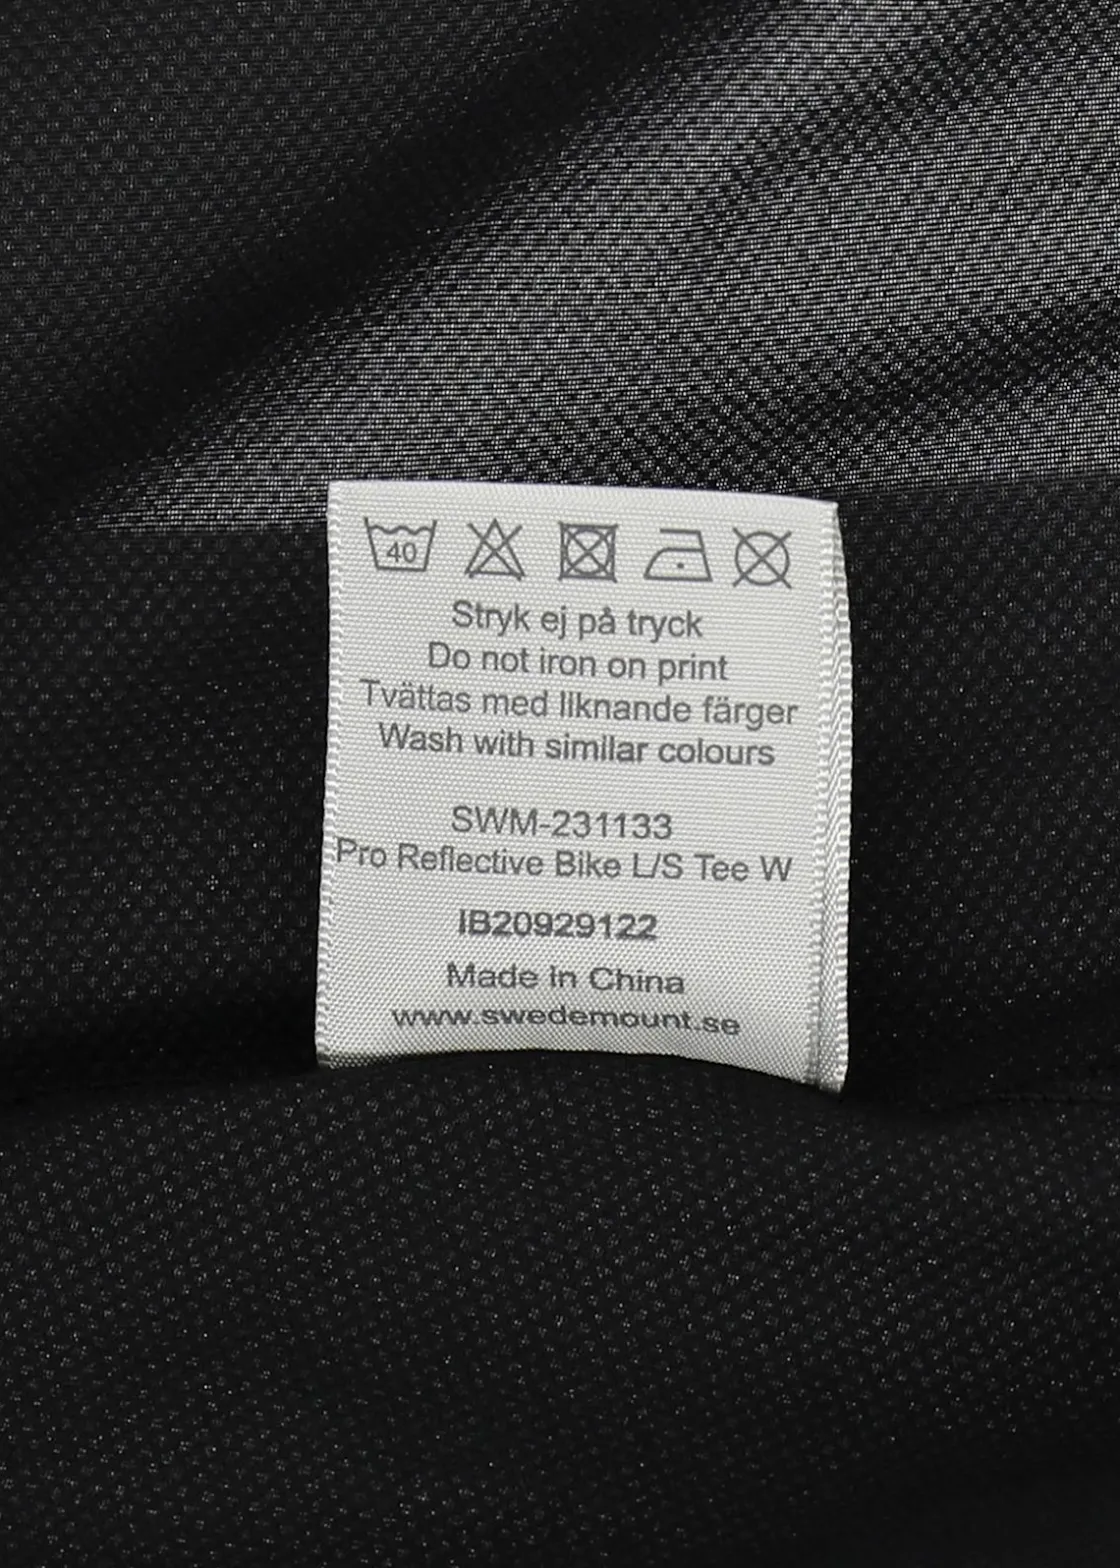 40
Stryk ej på tryck
Do not iron on print
Tvättas med liknande färger
Wash with similar colours
SWM-231133
Pro Reflective Bike L/S Tee W
IB20929122
Made in China
www.swedemount.se